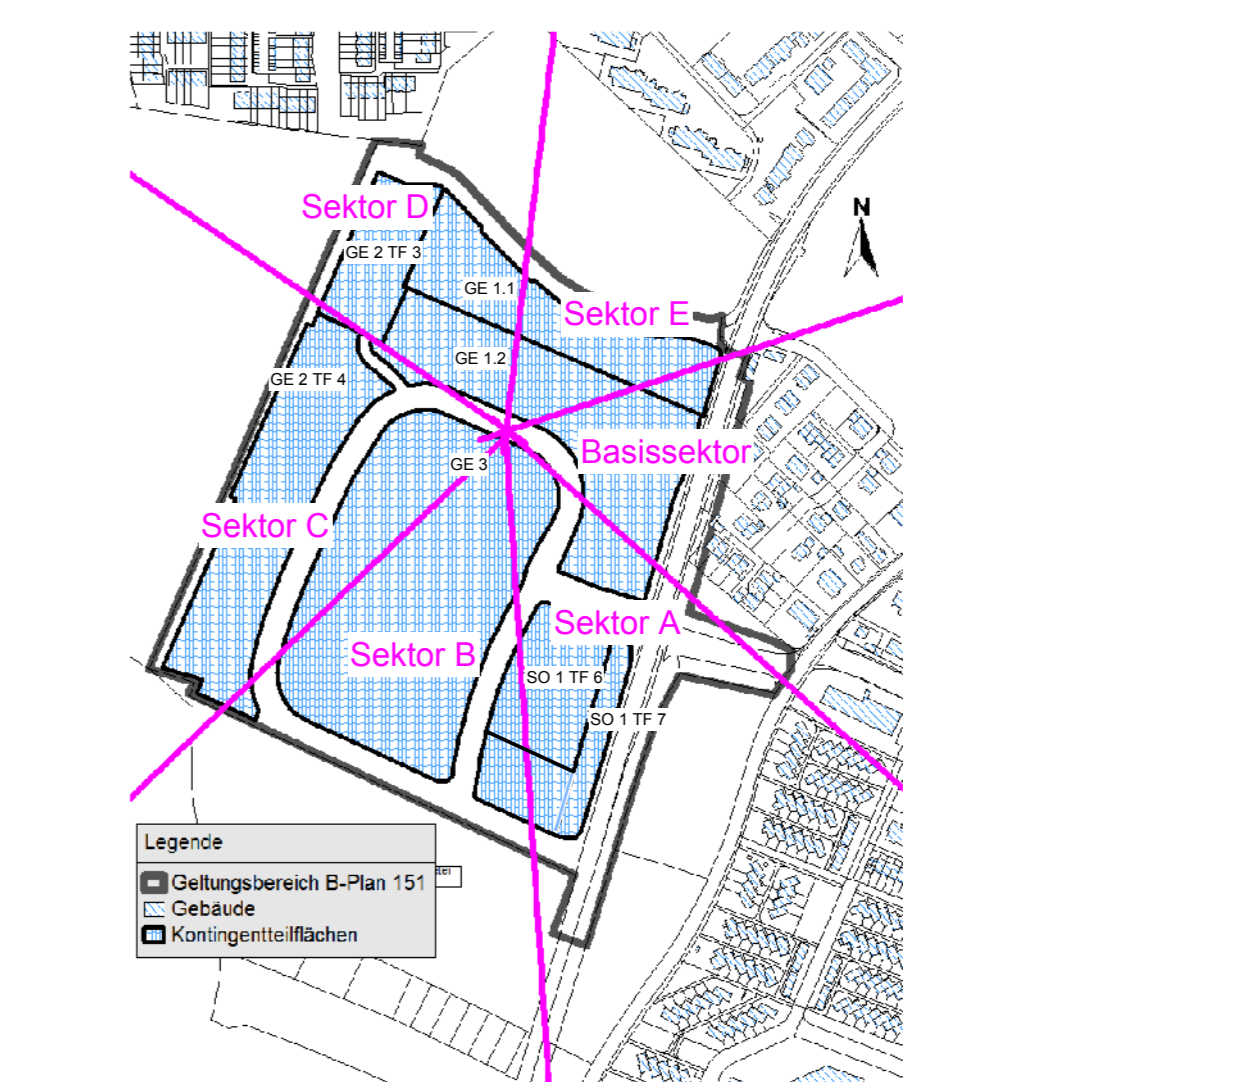 N
Sektor D
GE 2 TF 3
GE 1.1
Sektor E
GE 1.2
GE 2 TF 4
Basissektor
GE 3
Sektor C
Sektor A
Sektor B
SO 1 TF 6
SO 1 TF 7
Legende
Geltungsbereich B-Plan 151
Gebäude
Kontingentteilflächen